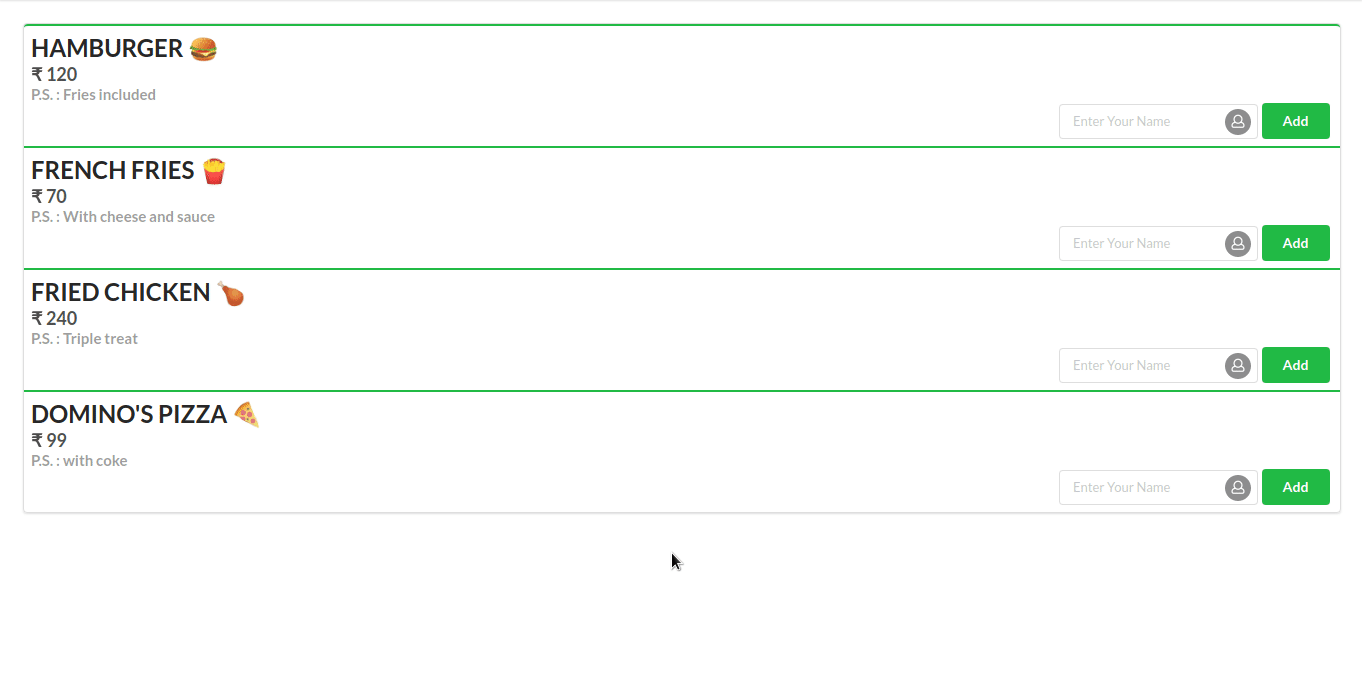 HAMBURGER 🍔
₹ 120
P.S. : Fries included
Enter Your Name
Add
FRENCH FRIES 🍟
₹ 70
P.S. : With cheese and sauce
Enter Your Name
Add
FRIED CHICKEN 🍗
₹ 240
P.S. : Triple treat
Enter Your Name
Add
DOMINO'S PIZZA 🍕
₹ 99
P.S. : with coke
Enter Your Name
Add